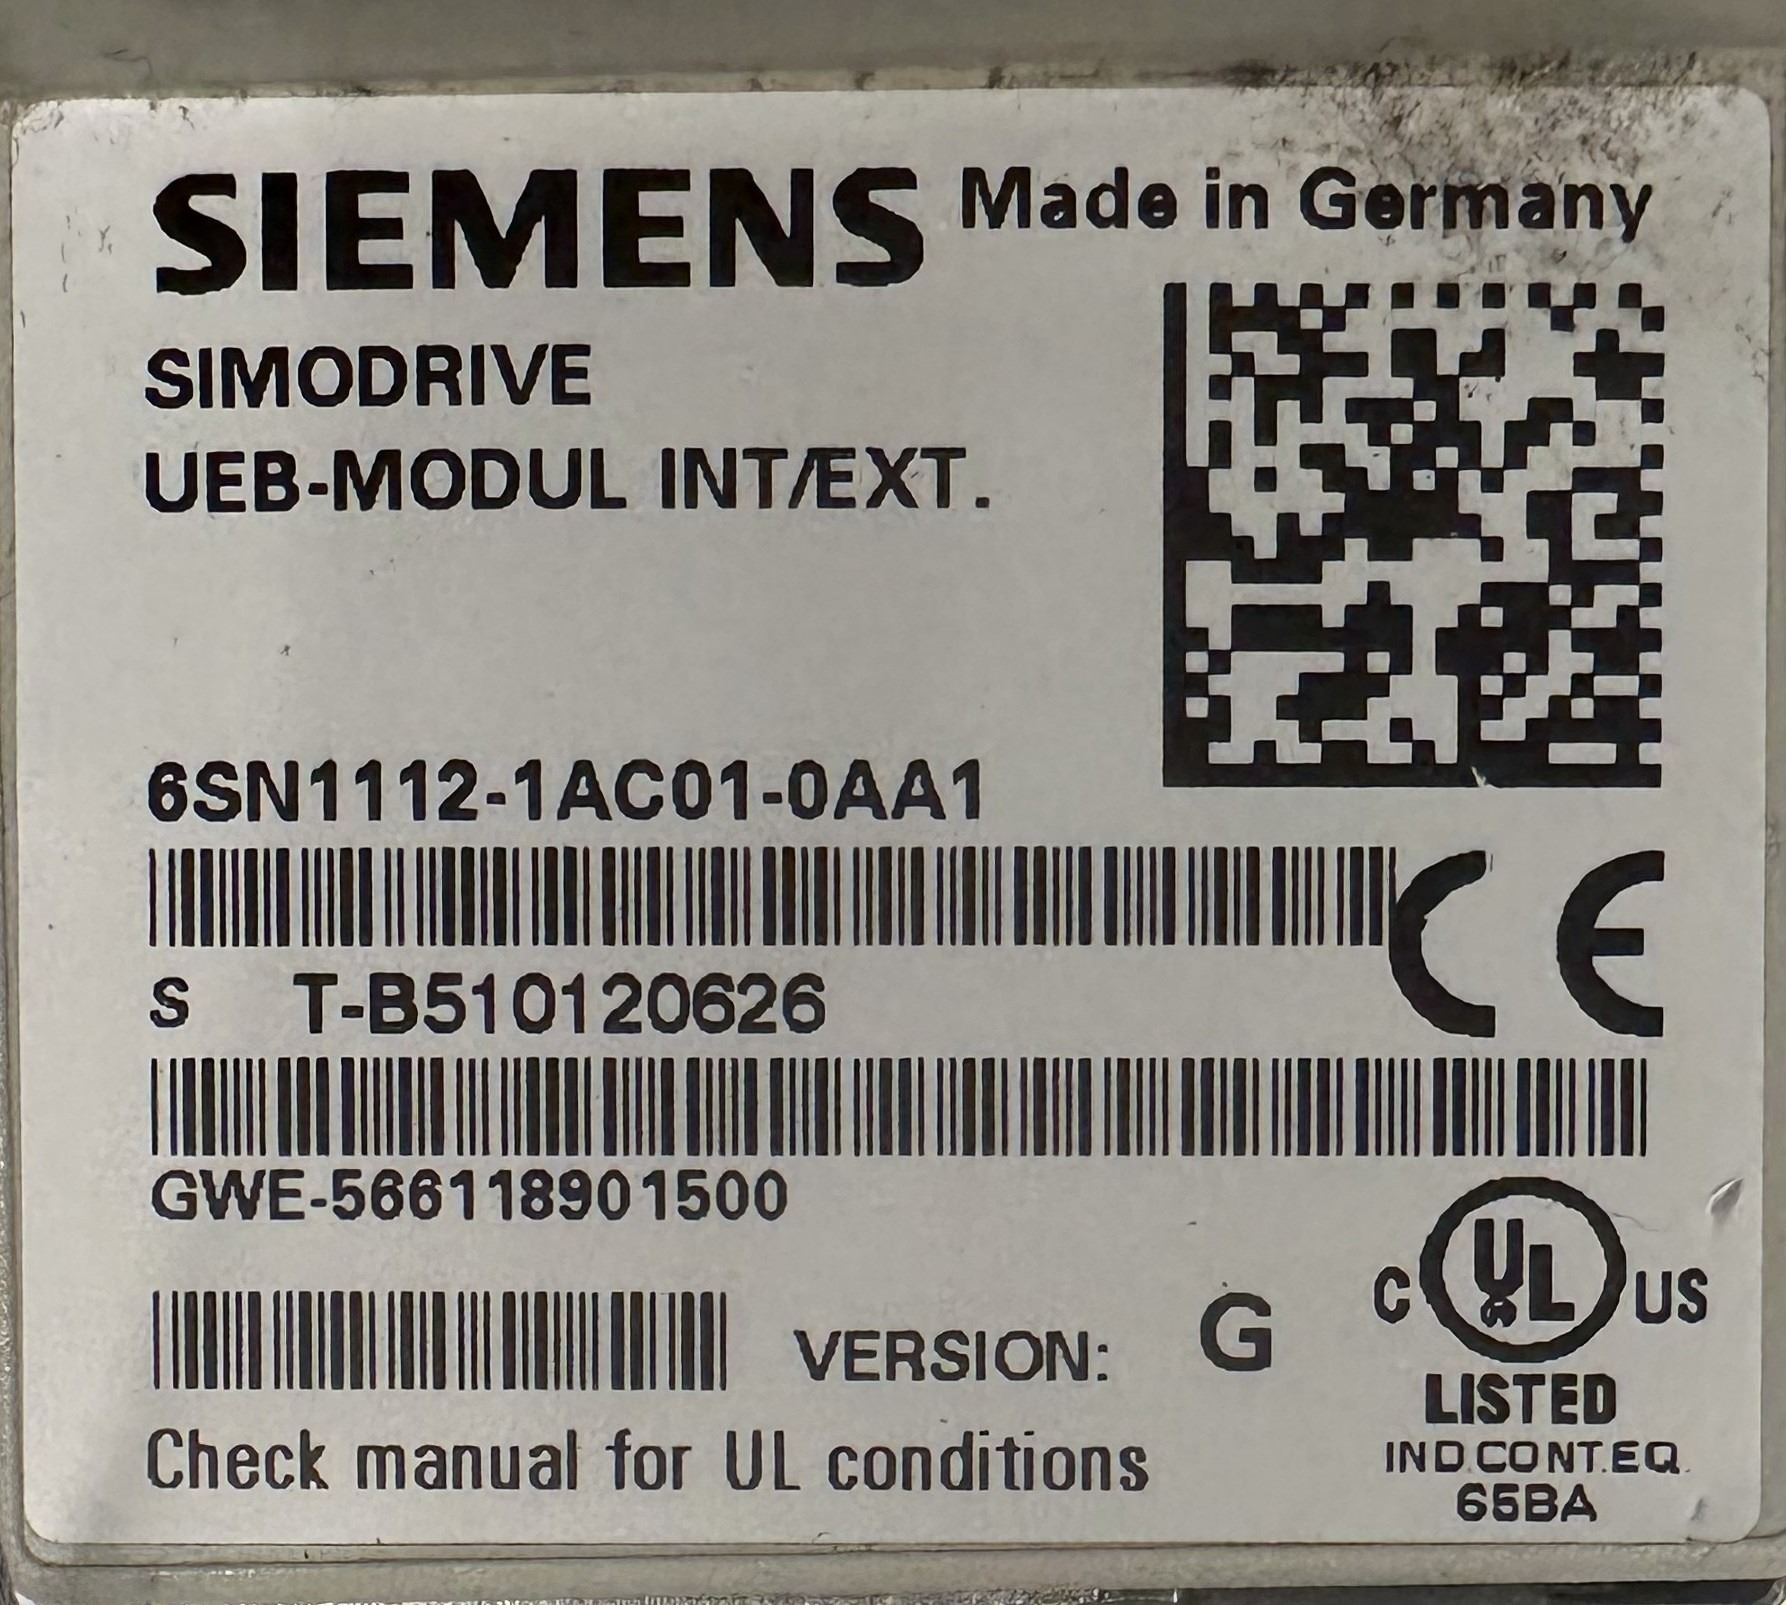 SIEMENS Made in Germany
SIMODRIVE
UEB-MODUL INT/EXT.
6SN1112-1AC01-0AA1
CE
S T-B510120626
GWE-566118901500
VERSION: G
C UL US
LISTED
IND.CONT.EQ.
65BA
Check manual for UL conditions